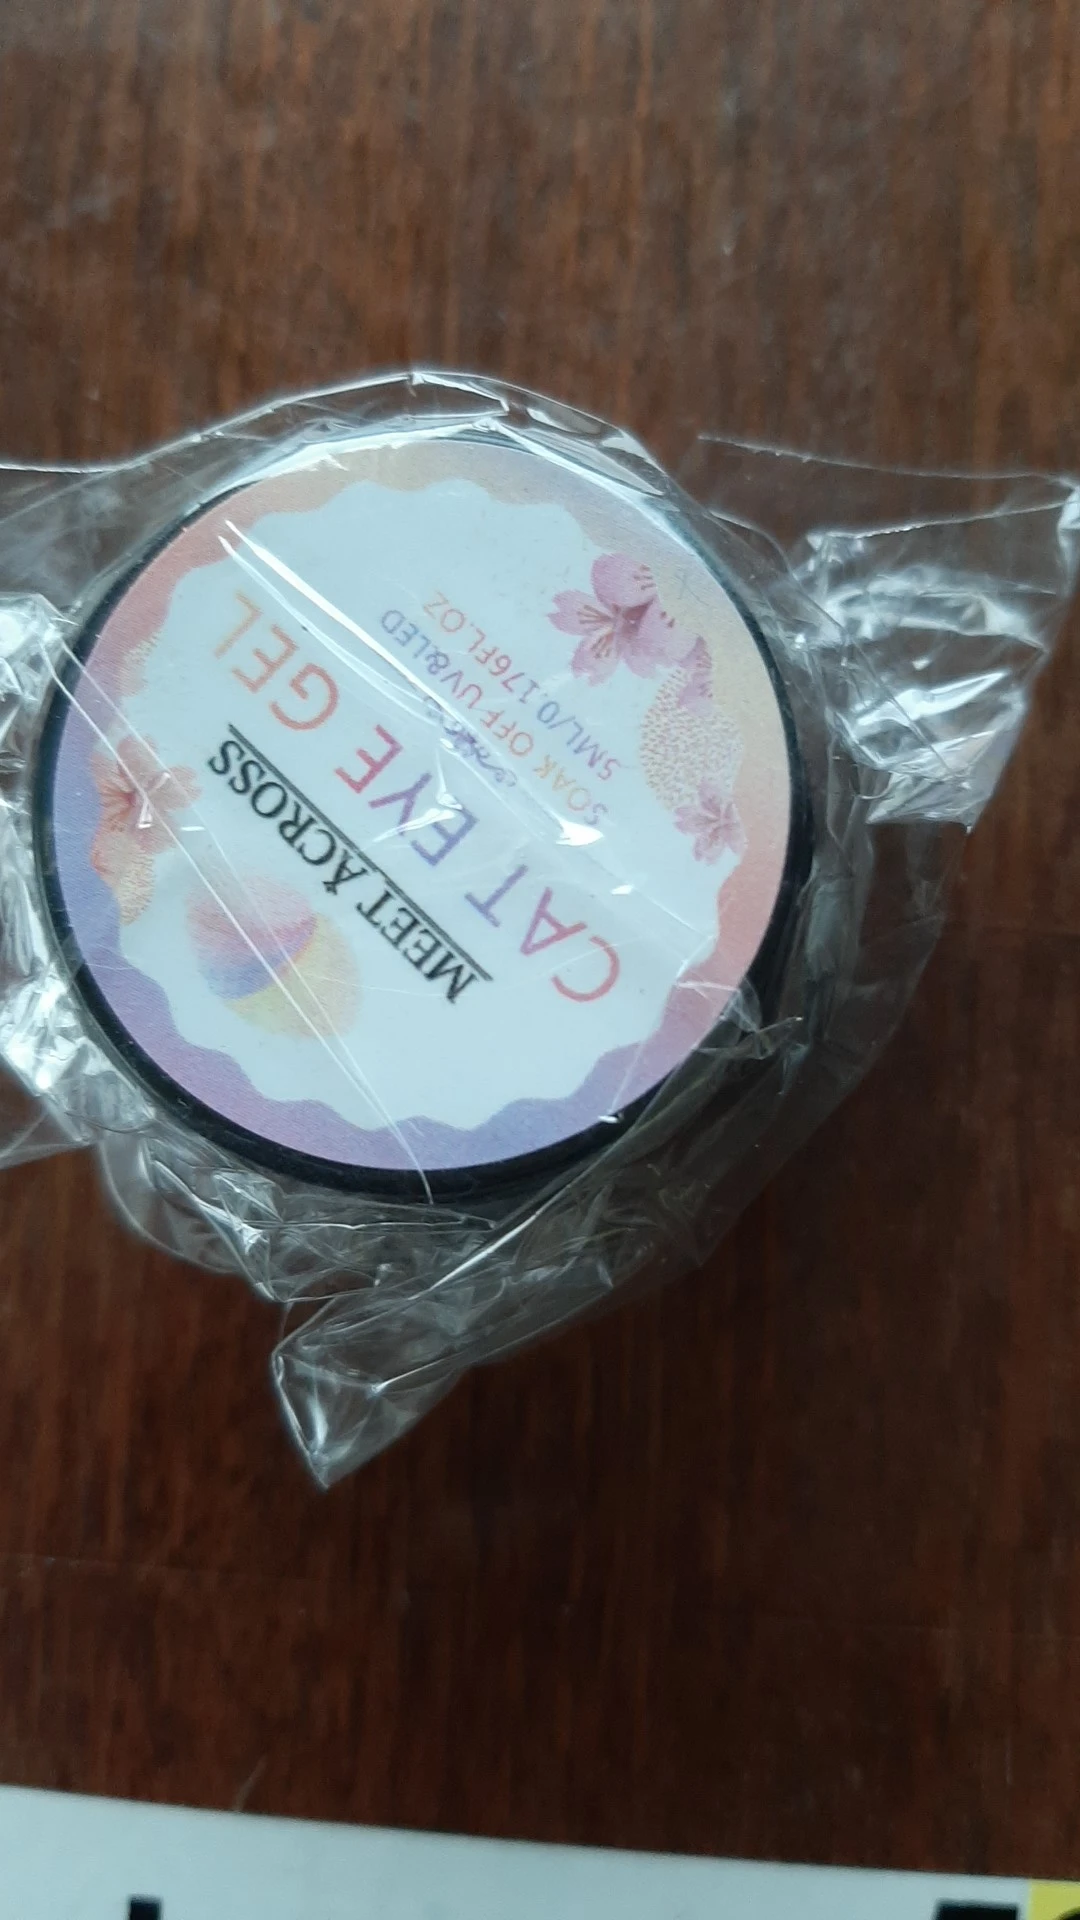 MEET ACROSS
CAT EYE GEL
SOAK OFF UV&LED
5ML/0.176FL.OZ